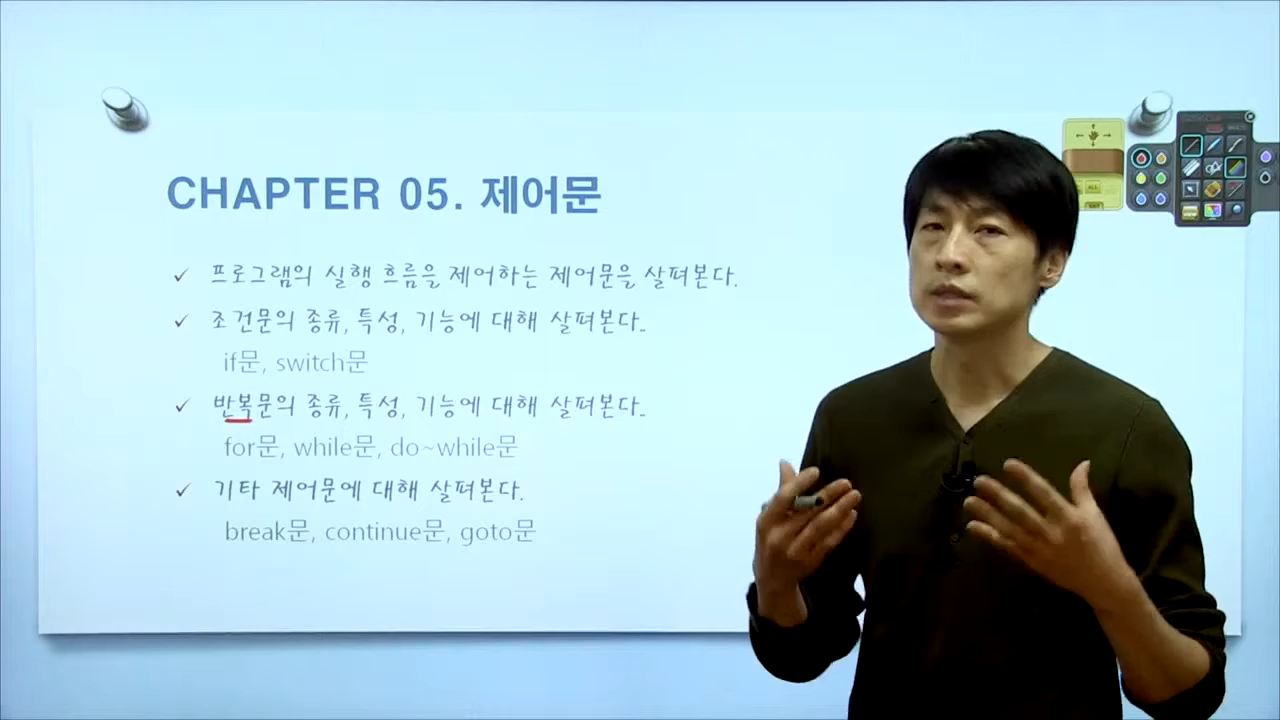 CHAPTER 05. 제어문
✓ 프로그램의 실행 흐름을 제어하는 제어문을 살펴본다.
✓ 조건문의 종류, 특성, 기능에 대해 살펴본다.
if문, switch문
✓ 반복문의 종류, 특성, 기능에 대해 살펴본다.
for문, while문, do~while문
✓ 기타 제어문에 대해 살펴본다.
break문, continue문, goto문